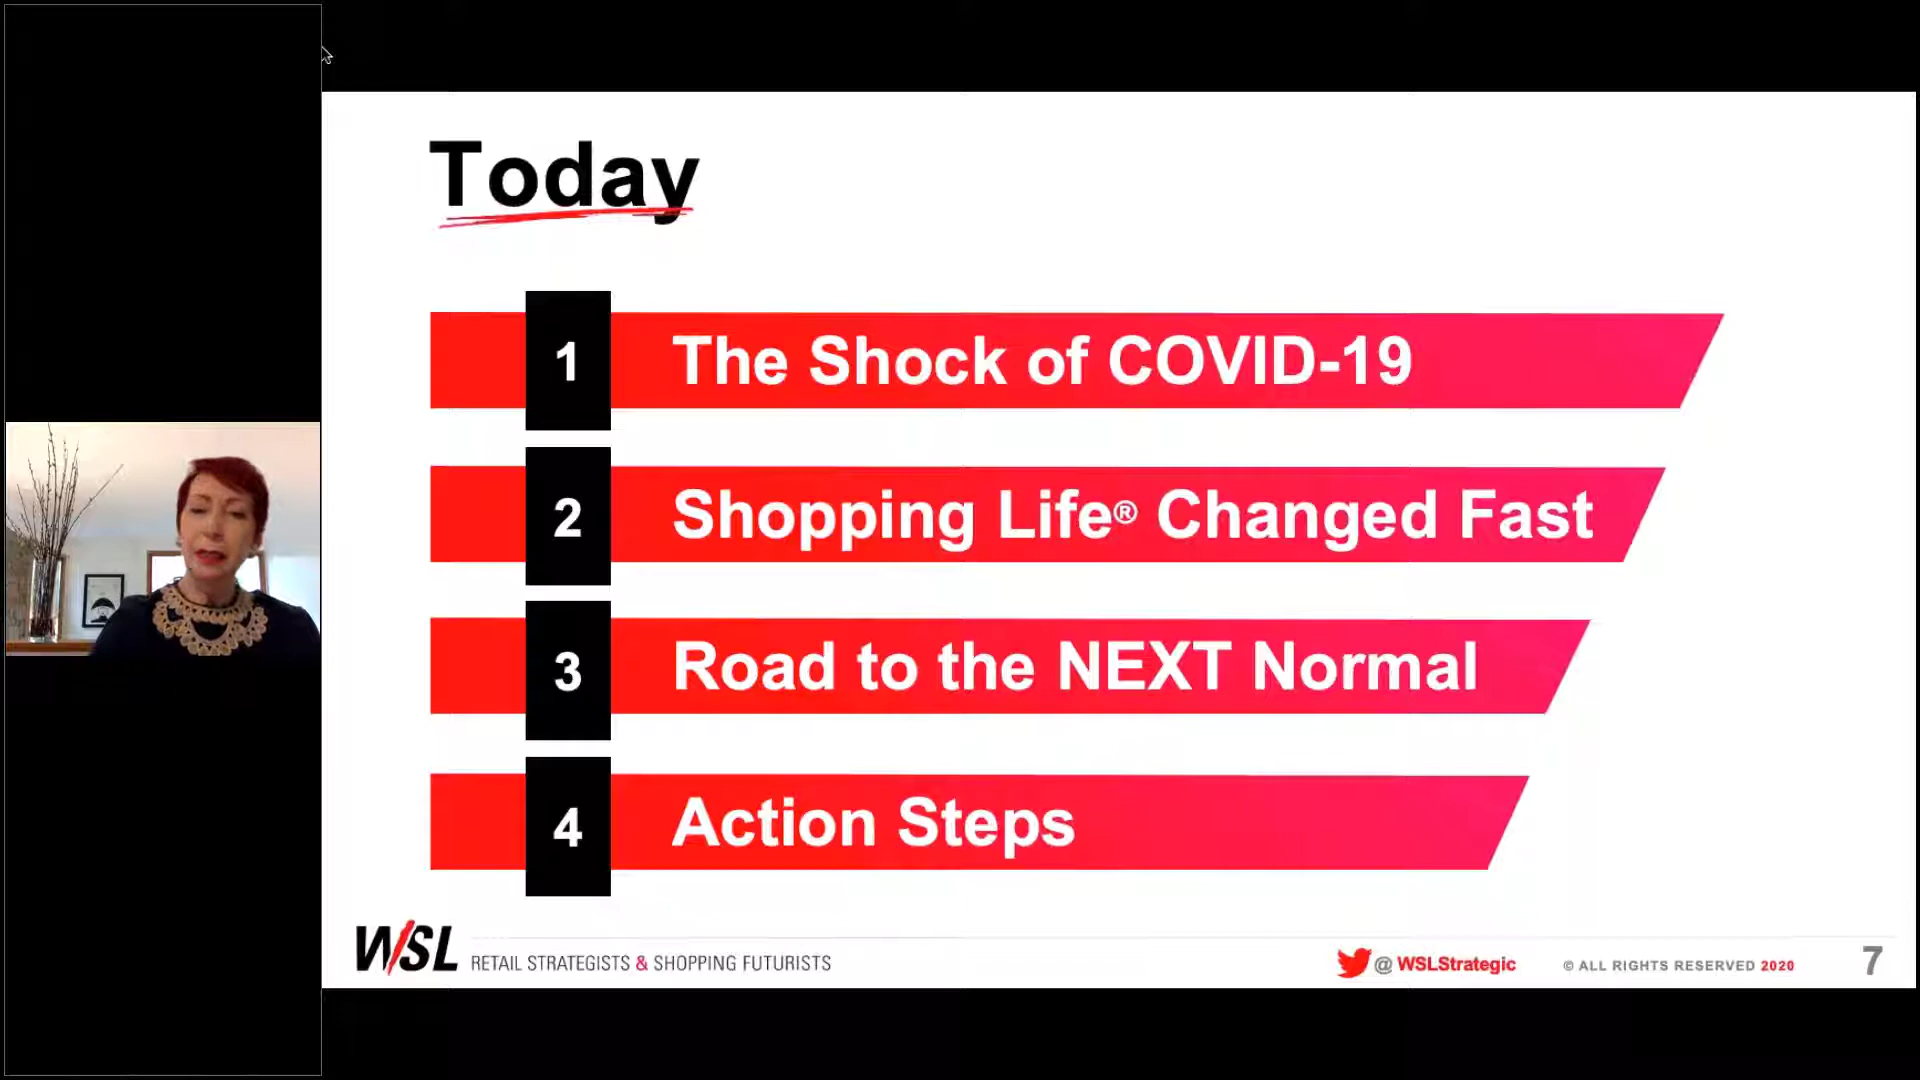 Today
1
The Shock of COVID-19
2
Shopping Life® Changed Fast
3
Road to the NEXT Normal
4
Action Steps
WSL RETAIL STRATEGISTS & SHOPPING FUTURISTS
@ WSLStrategic
© ALL RIGHTS RESERVED 2020
7